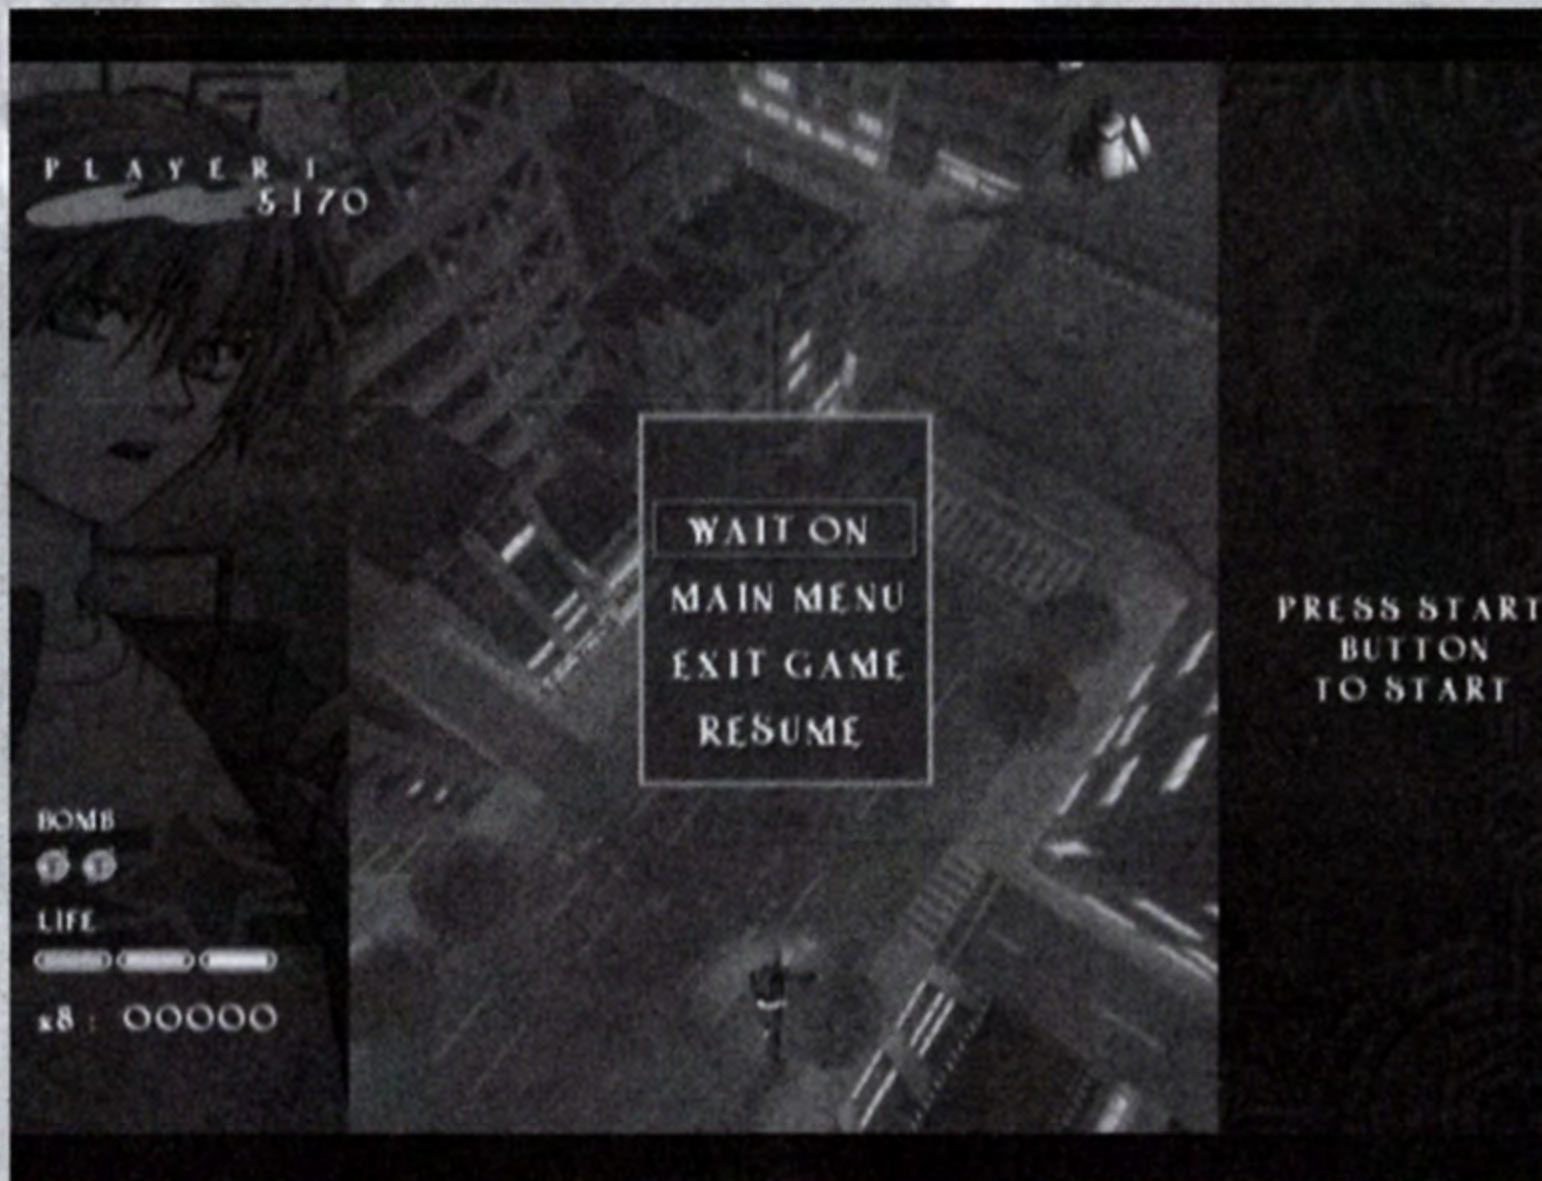 PLAYER 1
5170
WAIT ON
MAIN MENU
EXIT GAME
RESUME
PRESS START
BUTTON
TO START
BOMB
LIFE
x8 : 00000